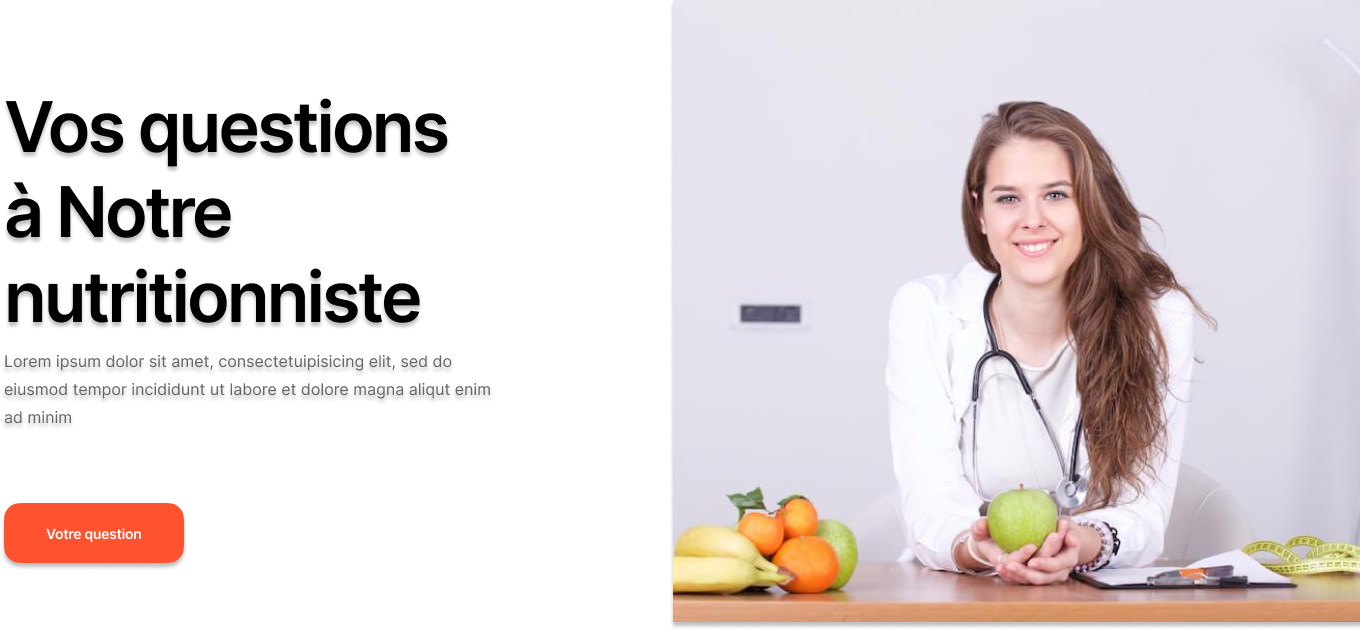 Vos questions
à Notre
nutritionniste
Lorem ipsum dolor sit amet, consectetuipisicing elit, sed do
eiusmod tempor incididunt ut labore et dolore magna aliqut enim
ad minim
Votre question